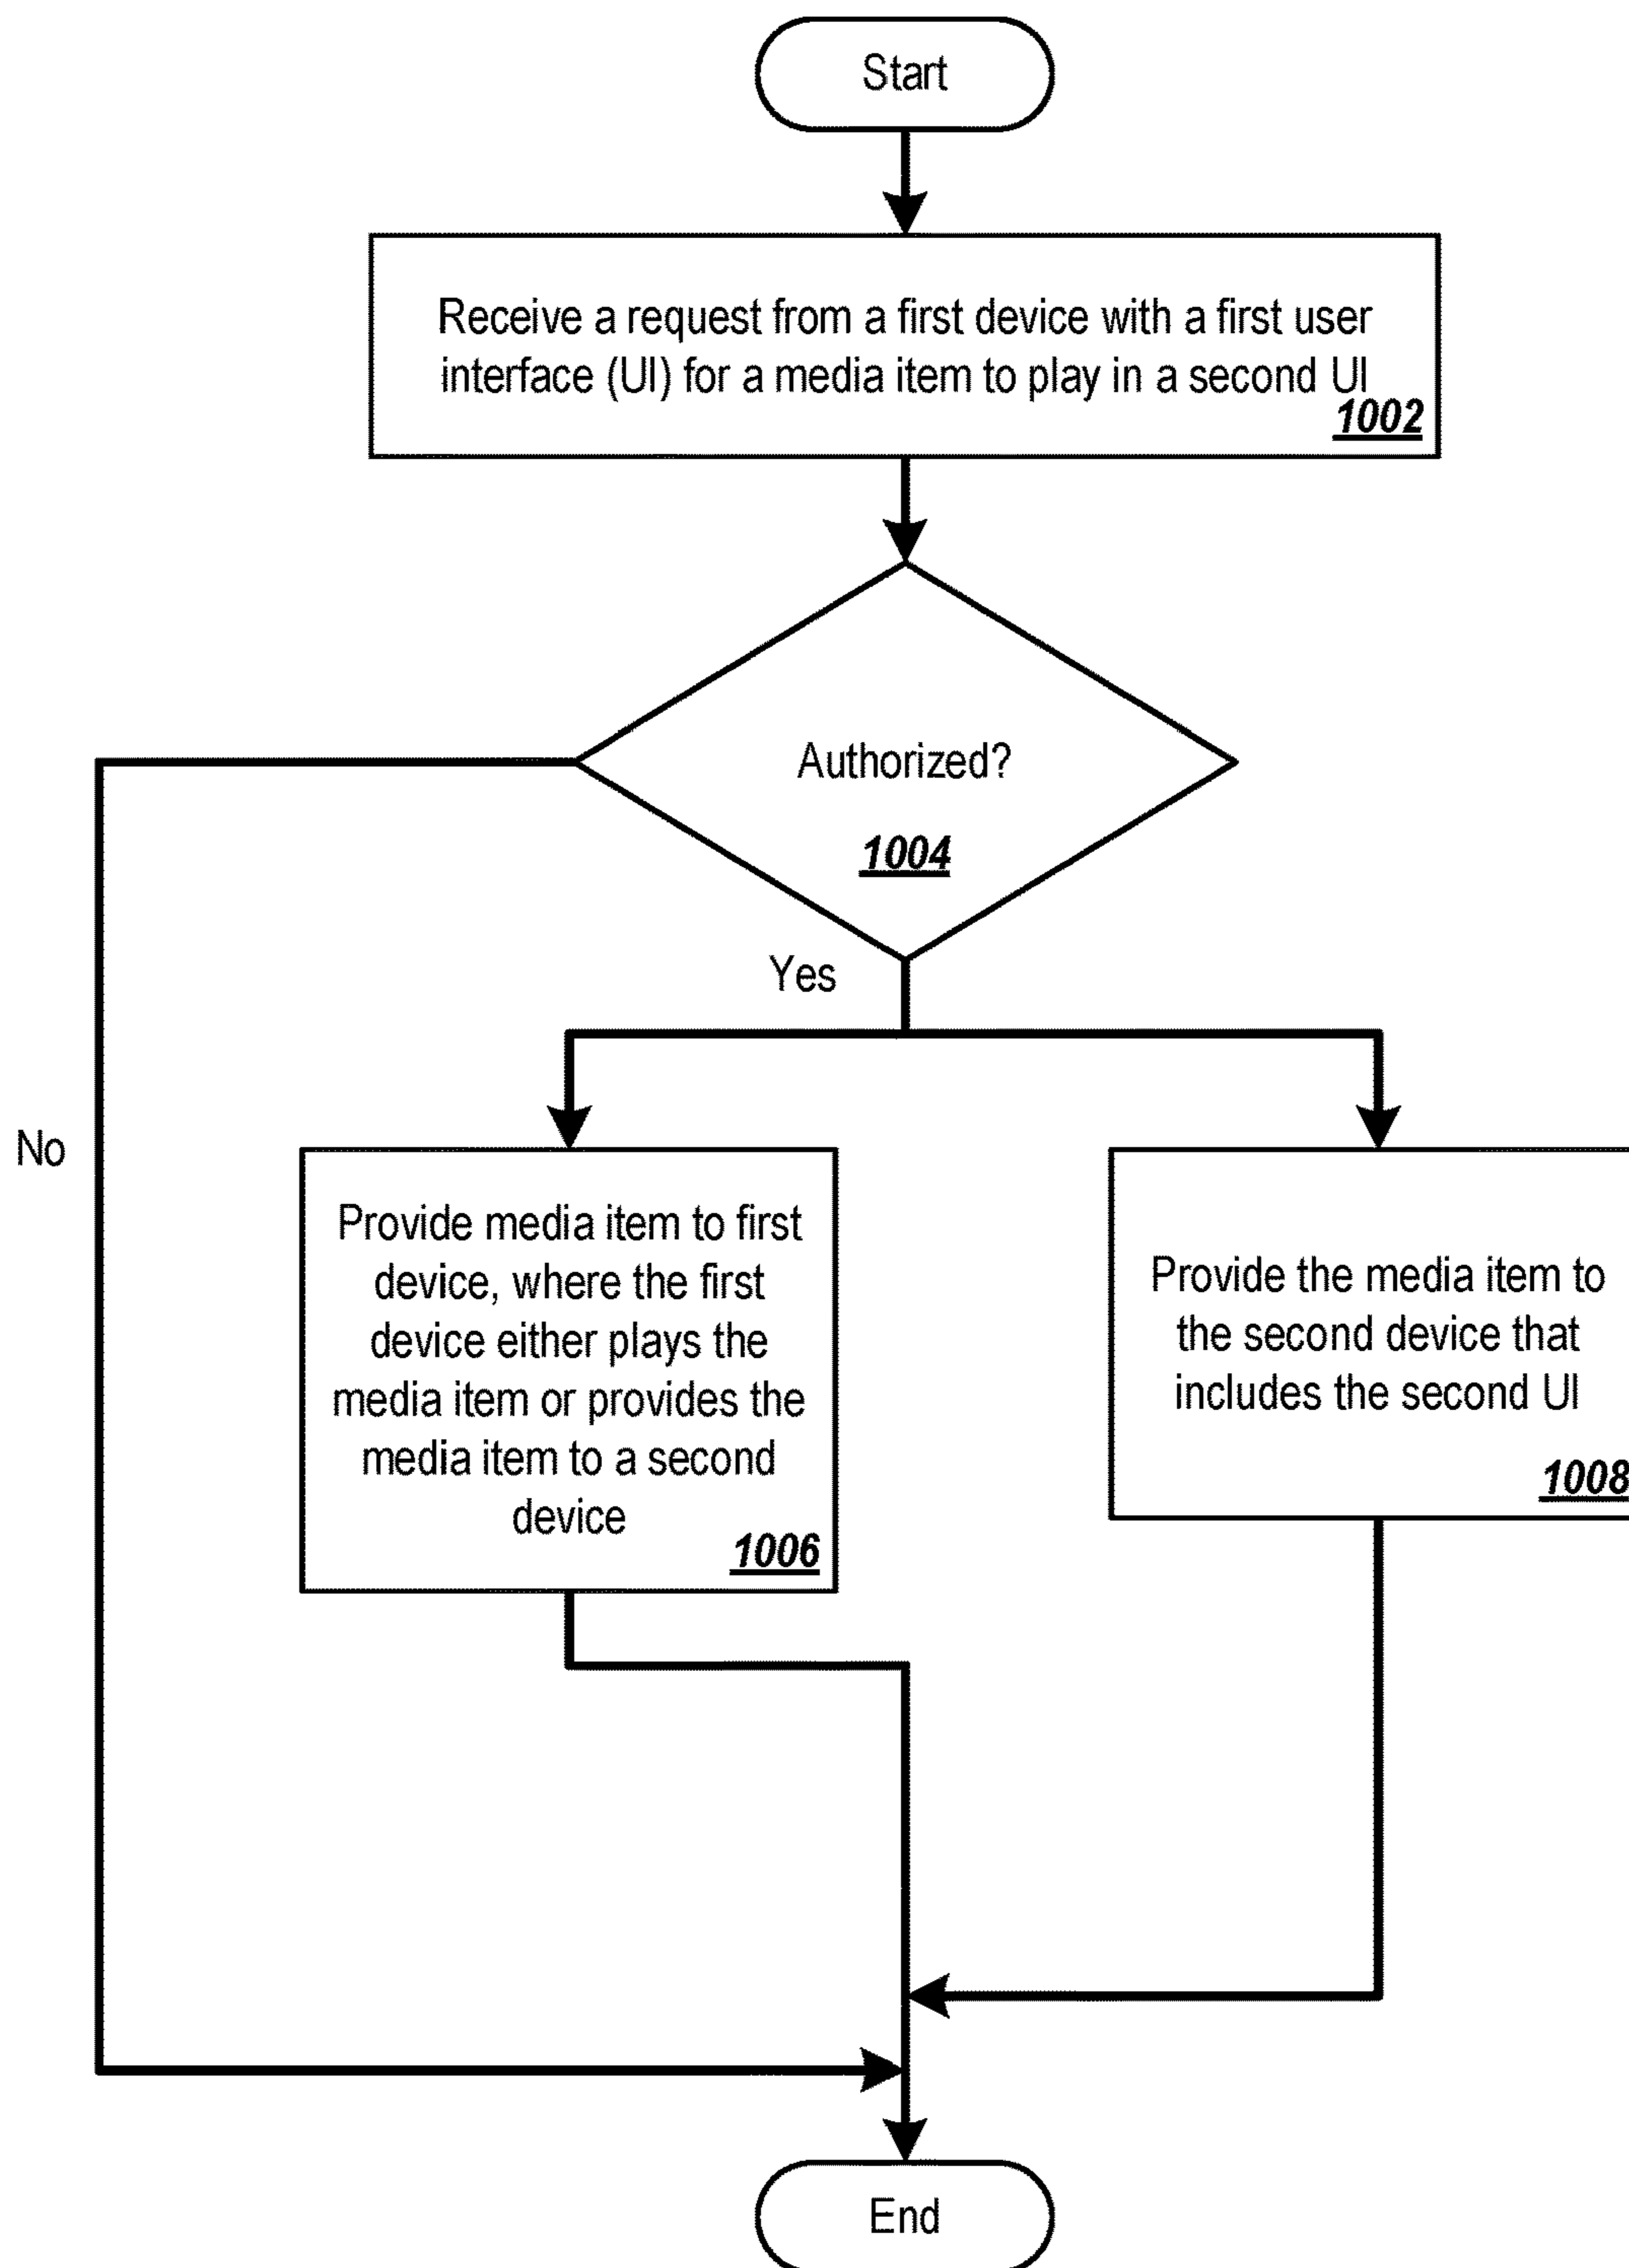 Start
Receive a request from a first device with a first user
interface (UI) for a media item to play in a second UI
1002
Authorized?
1004
Yes
No
Provide media item to first
device, where the first
device either plays the
media item or provides the
media item to a second
device
1006
Provide the media item to
the second device that
includes the second UI
1008
End